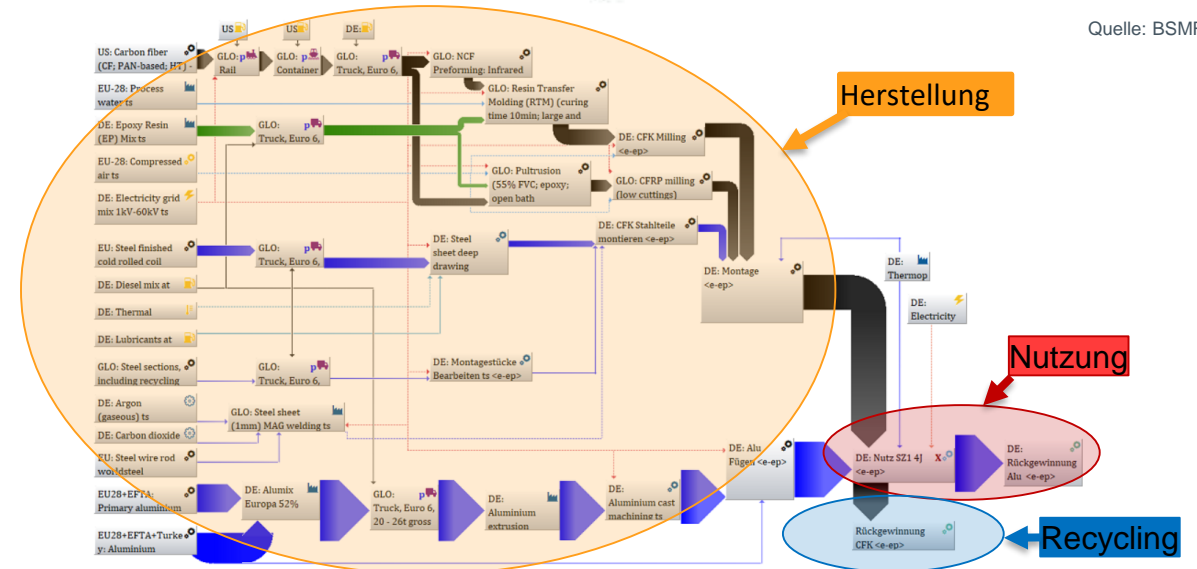 Quelle: BSMF
US
US
DE:
US: Carbon fiber
(CF; PAN-based; HT) -
GLO: p
Rail
GLO: p
Container
GLO: p
Truck, Euro 6,
GLO: NCF
Preforming: Infrared
EU-28: Process
water ts
GLO: Resin Transfer
Molding (RTM) (curing
time 10min; large and
Herstellung
DE: Epoxy Resin
(EP) Mix ts
GLO: p
Truck, Euro 6,
DE: CFK Milling
<e-ep>
EU-28: Compressed
air ts
GLO: Pultrusion
(55% FVC; epoxy;
open bath
GLO: CFRP milling
(low cuttings)
DE: Electricity grid
mix 1kV-60kV ts
DE: CFK Stahlteile
montieren <e-ep>
EU: Steel finished
cold rolled coil
GLO: p
Truck, Euro 6,
DE: Steel
sheet deep
drawing
DE: Montage
<e-ep>
DE:
Thermop
DE: Diesel mix at
DE: Thermal
DE:
Electricity
DE: Lubricants at
GLO: Steel sections,
including recycling
GLO: p
Truck, Euro 6,
DE: Montagestücke
Bearbeiten ts <e-ep>
Nutzung
DE: Argon
(gaseous) ts
GLO: Steel sheet
(1mm) MAG welding ts
DE: Carbon dioxide
EU: Steel wire rod
worldsteel
DE: Alu
Fügen <e-ep>
DE: Nutz SZ1 4J X
<e-ep>
DE:
Rückgewinnung
Alu <e-ep>
EU28+EFTA:
Primary aluminium
DE: Alumix
Europa 52%
GLO: p
Truck, Euro 6,
20 - 26t gross
DE:
Aluminium
extrusion
DE:
Aluminium cast
machining ts
EU28+EFTA+Turke
y: Aluminium
Rückgewinnung
CFK <e-ep>
Recycling